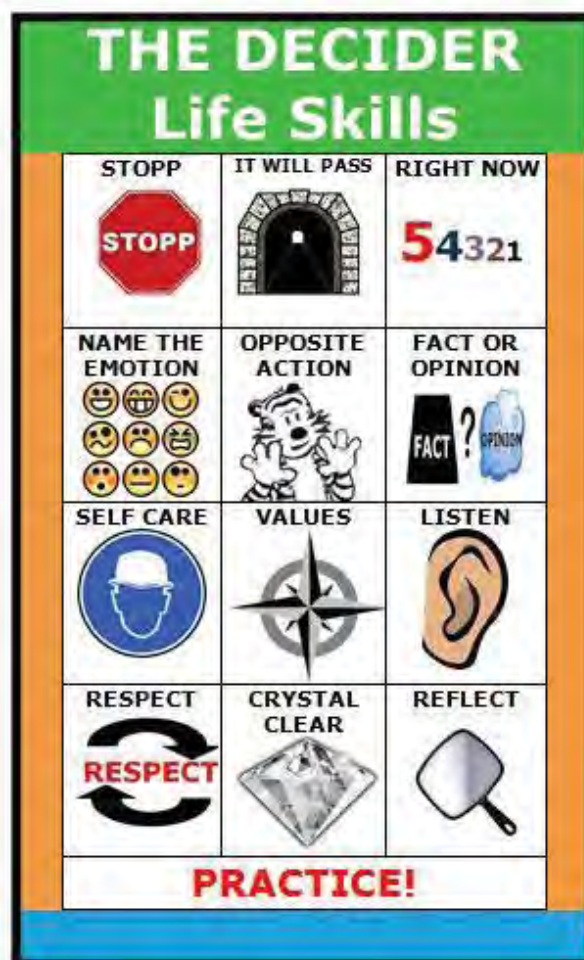 THE DECIDER
Life Skills
STOPP
STOPP
IT WILL PASS
RIGHT NOW
54321
NAME THE
EMOTION
OPPOSITE
ACTION
FACT OR
OPINION
FACT ? OPINION
SELF CARE
VALUES
LISTEN
RESPECT
RESPECT
CRYSTAL
CLEAR
REFLECT
PRACTICE!